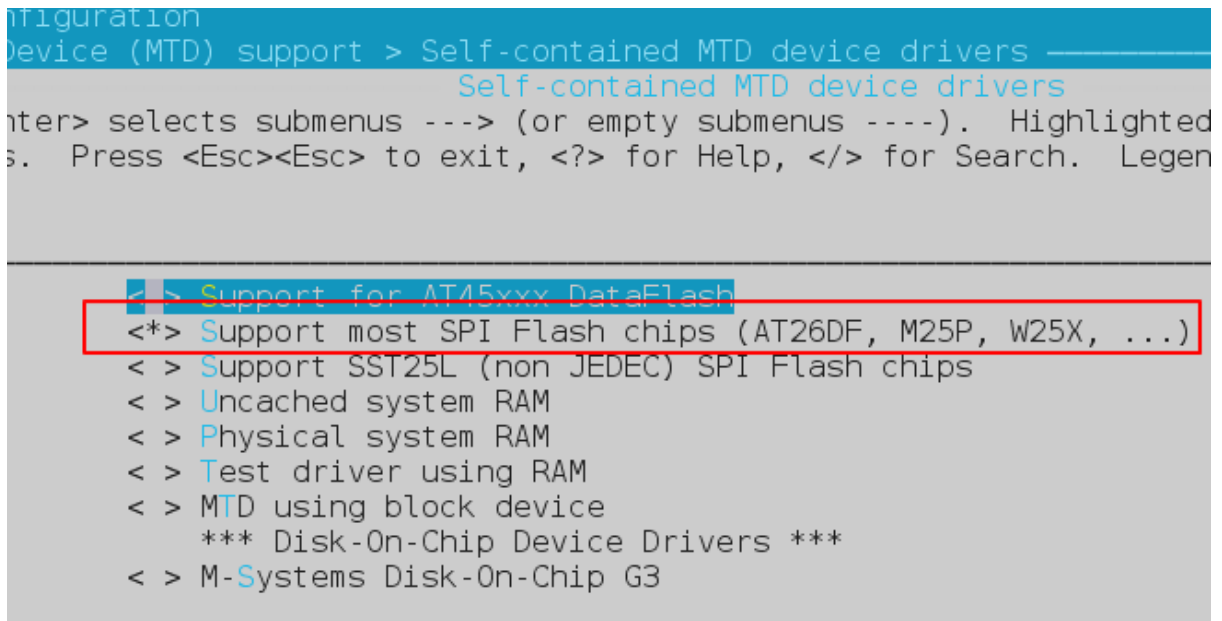 nfiguration
Device (MTD) support > Self-contained MTD device drivers
Self-contained MTD device drivers
nter> selects submenus ---> (or empty submenus ----). Highlighted
s. Press <Esc><Esc> to exit, <?> for Help, </> for Search. Legen
< > Support for AT45xxx DataFlash
<*> Support most SPI Flash chips (AT26DF, M25P, W25X, ...)
< > Support SST25L (non JEDEC) SPI Flash chips
< > Uncached system RAM
< > Physical system RAM
< > Test driver using RAM
< > MTD using block device
*** Disk-On-Chip Device Drivers ***
< > M-Systems Disk-On-Chip G3